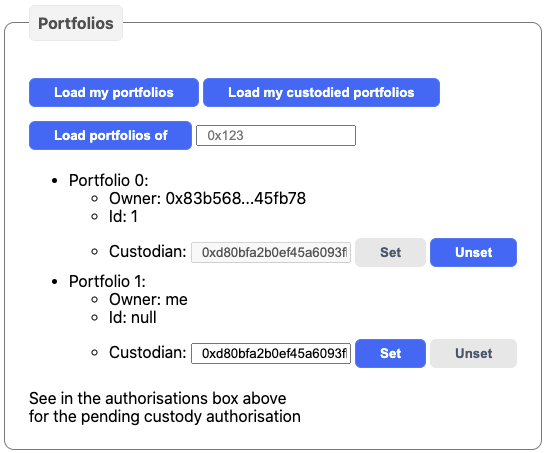 Portfolios
Load my portfolios Load my custodied portfolios
Load portfolios of 0x123
Portfolio 0:
Owner: 0x83b568...45fb78
Id: 1
Custodian: 0xd80bfa2b0ef45a6093fl Set Unset
Portfolio 1:
Owner: me
Id: null
Custodian: 0xd80bfa2b0ef45a6093fl Set Unset
See in the authorisations box above
for the pending custody authorisation